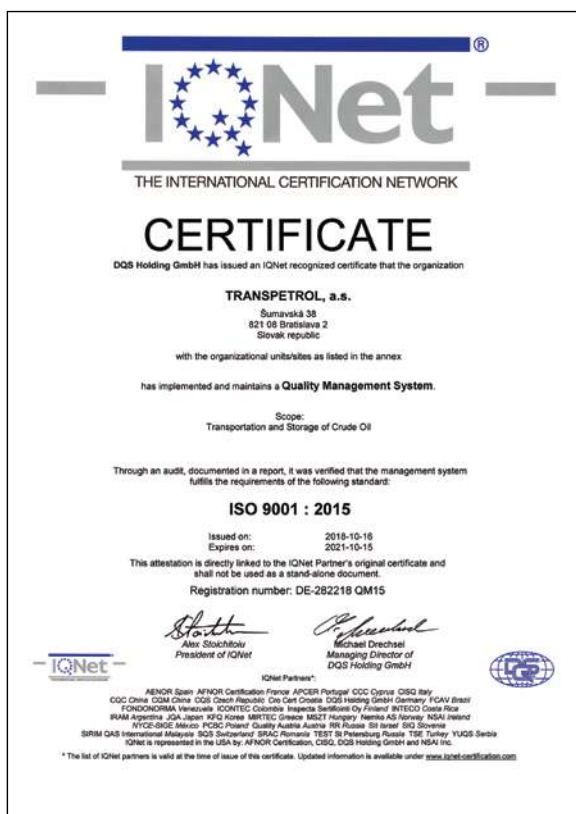 ®
IQNet
THE INTERNATIONAL CERTIFICATION NETWORK
CERTIFICATE
DQS Holding GmbH has issued an IQNet recognized certificate that the organization
TRANSPETROL, a.s.
Šumavská 38
821 08 Bratislava 2
Slovak republic
with the organizational units/sites as listed in the annex
has implemented and maintains a Quality Management System.
Scope:
Transportation and Storage of Crude Oil
Through an audit, documented in a report, it was verified that the management system
fulfills the requirements of the following standard:
ISO 9001 : 2015
Issued on: 2018-10-16
Expires on: 2021-10-15
This attestation is directly linked to the IQNet Partner's original certificate and
shall not be used as a stand-alone document.
Registration number: DE-282218 QM15
Alex Stoichitoiu
President of IQNet
Michael Drechsel
Managing Director of
DQS Holding GmbH
IQNet
IQNet Partners*:
AENOR Spain AFNOR Certification France APCER Portugal CCC Cyprus CISQ Italy
CQC China CQM China CQS Czech Republic Cro Cert Croatia DQS Holding GmbH Germany FCAV Brazil
FONDONORMA Venezuela ICONTEC Colombia Inspecta Sertifiointi Oy Finland INTECO Costa Rica
IRAM Argentina JQA Japan KFQ Korea MIRTEC Greece MSZT Hungary Nemko AS Norway NSAI Ireland
NYCE-SIGE México PCBC Poland Quality Austria Austria RR Russia SII Israel SIQ Slovenia
SIRIM QAS International Malaysia SQS Switzerland SRAC Romania TEST St Petersburg Russia TSE Turkey YUQS Serbia
IQNet is represented in the USA by: AFNOR Certification, CISQ, DQS Holding GmbH and NSAI Inc.
* The list of IQNet partners is valid at the time of issue of this certificate. Updated information is available under www.iqnet-certification.com